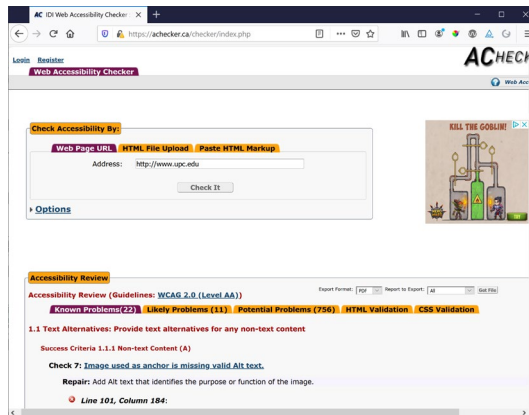 AC IDI Web Accessibility Checker
https://achecker.ca/checker/index.php
Login Register
ACHECK
Web Accessibility Checker
Web Acc
Check Accessibility By:
Web Page URL HTML File Upload Paste HTML Markup
Address: http://www.upc.edu
Check It
Options
KILL THE GOBLIN!
Accessibility Review
Accessibility Review (Guidelines: WCAG 2.0 (Level AA))
Export Format: PDF Report to Export: All Get File
Known Problems(22) Likely Problems (11) Potential Problems (756) HTML Validation CSS Validation
1.1 Text Alternatives: Provide text alternatives for any non-text content
Success Criteria 1.1.1 Non-text Content (A)
Check 7: Image used as anchor is missing valid Alt text.
Repair: Add Alt text that identifies the purpose or function of the image.
Line 101, Column 184: